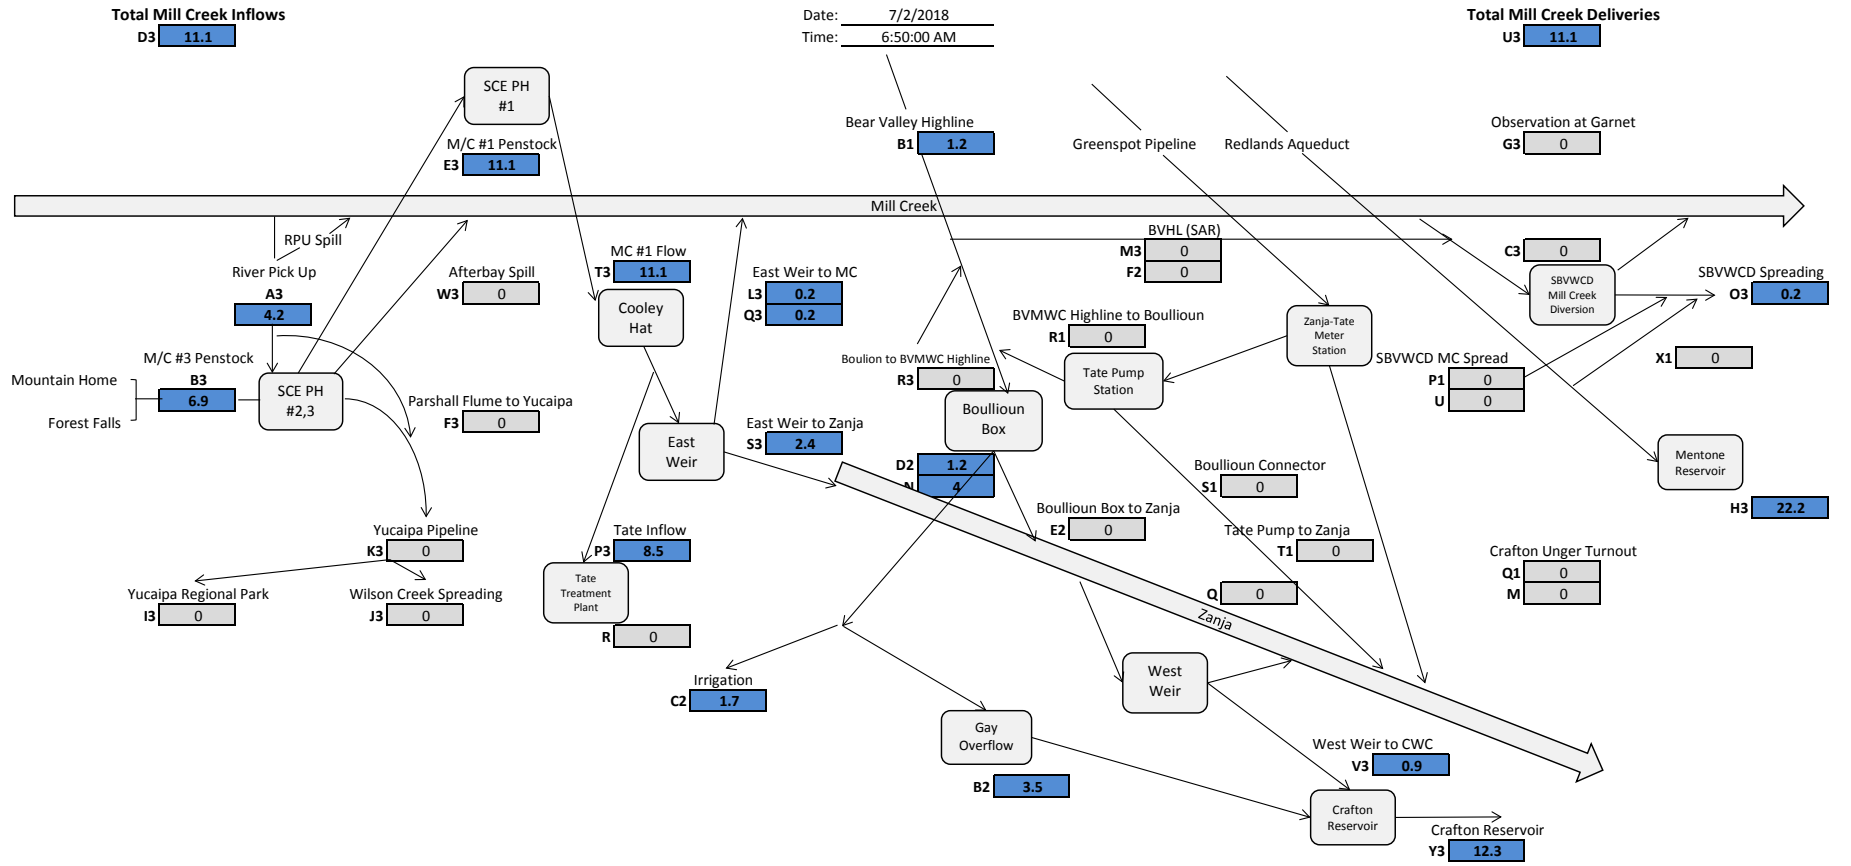 Total Mill Creek Inflows
D3 11.1
Date: 7/2/2018
Time: 6:50:00 AM
Total Mill Creek Deliveries
U3 11.1
SCE PH
#1
M/C #1 Penstock
E3 11.1
Bear Valley Highline
B1 1.2
Greenspot Pipeline
Redlands Aqueduct
Observation at Garnet
G3 0
Mill Creek
RPU Spill
River Pick Up
A3
4.2
Afterbay Spill
W3 0
MC #1 Flow
T3 11.1
Cooley
Hat
East Weir to MC
L3 0.2
Q3 0.2
BVHL (SAR)
M3 0
F2 0
C3 0
SBVWCD
Mill Creek
Diversion
SBVWCD Spreading
O3 0.2
M/C #3 Penstock
B3
6.9
Mountain Home
Forest Falls
SCE PH
#2,3
Parshall Flume to Yucaipa
F3 0
BVMWC Highline to Boullioun
R1 0
Zanja-Tate
Meter
Station
Boulion to BVMWC Highline
R3 0
Tate Pump
Station
SBVWCD MC Spread
P1 0
U 0
X1 0
Boullioun
Box
East
Weir
East Weir to Zanja
S3 2.4
D2 1.2
N 4
Boullioun Connector
S1 0
Mentone
Reservoir
H3 22.2
Boullioun Box to Zanja
E2 0
Yucaipa Pipeline
K3 0
Tate Inflow
P3 8.5
Tate
Treatment
Plant
R 0
Tate Pump to Zanja
T1 0
Crafton Unger Turnout
Q1 0
M 0
Yucaipa Regional Park
I3 0
Wilson Creek Spreading
J3 0
Q 0
Zanja
Irrigation
C2 1.7
West
Weir
Gay
Overflow
B2 3.5
West Weir to CWC
V3 0.9
Crafton
Reservoir
Crafton Reservoir
Y3 12.3